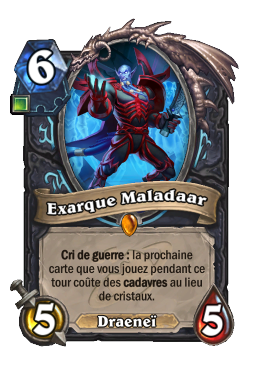 6
Exarque Maladaar
Cri de guerre : la prochaine
carte que vous jouez pendant ce
tour coûte des cadavres au lieu
de cristaux.
5
Draeneï
5